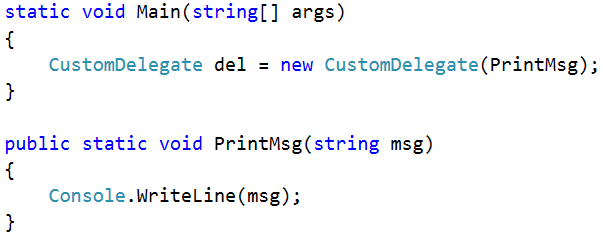 static void Main(string[] args)
{
    CustomDelegate del = new CustomDelegate(PrintMsg);
}

public static void PrintMsg(string msg)
{
    Console.WriteLine(msg);
}